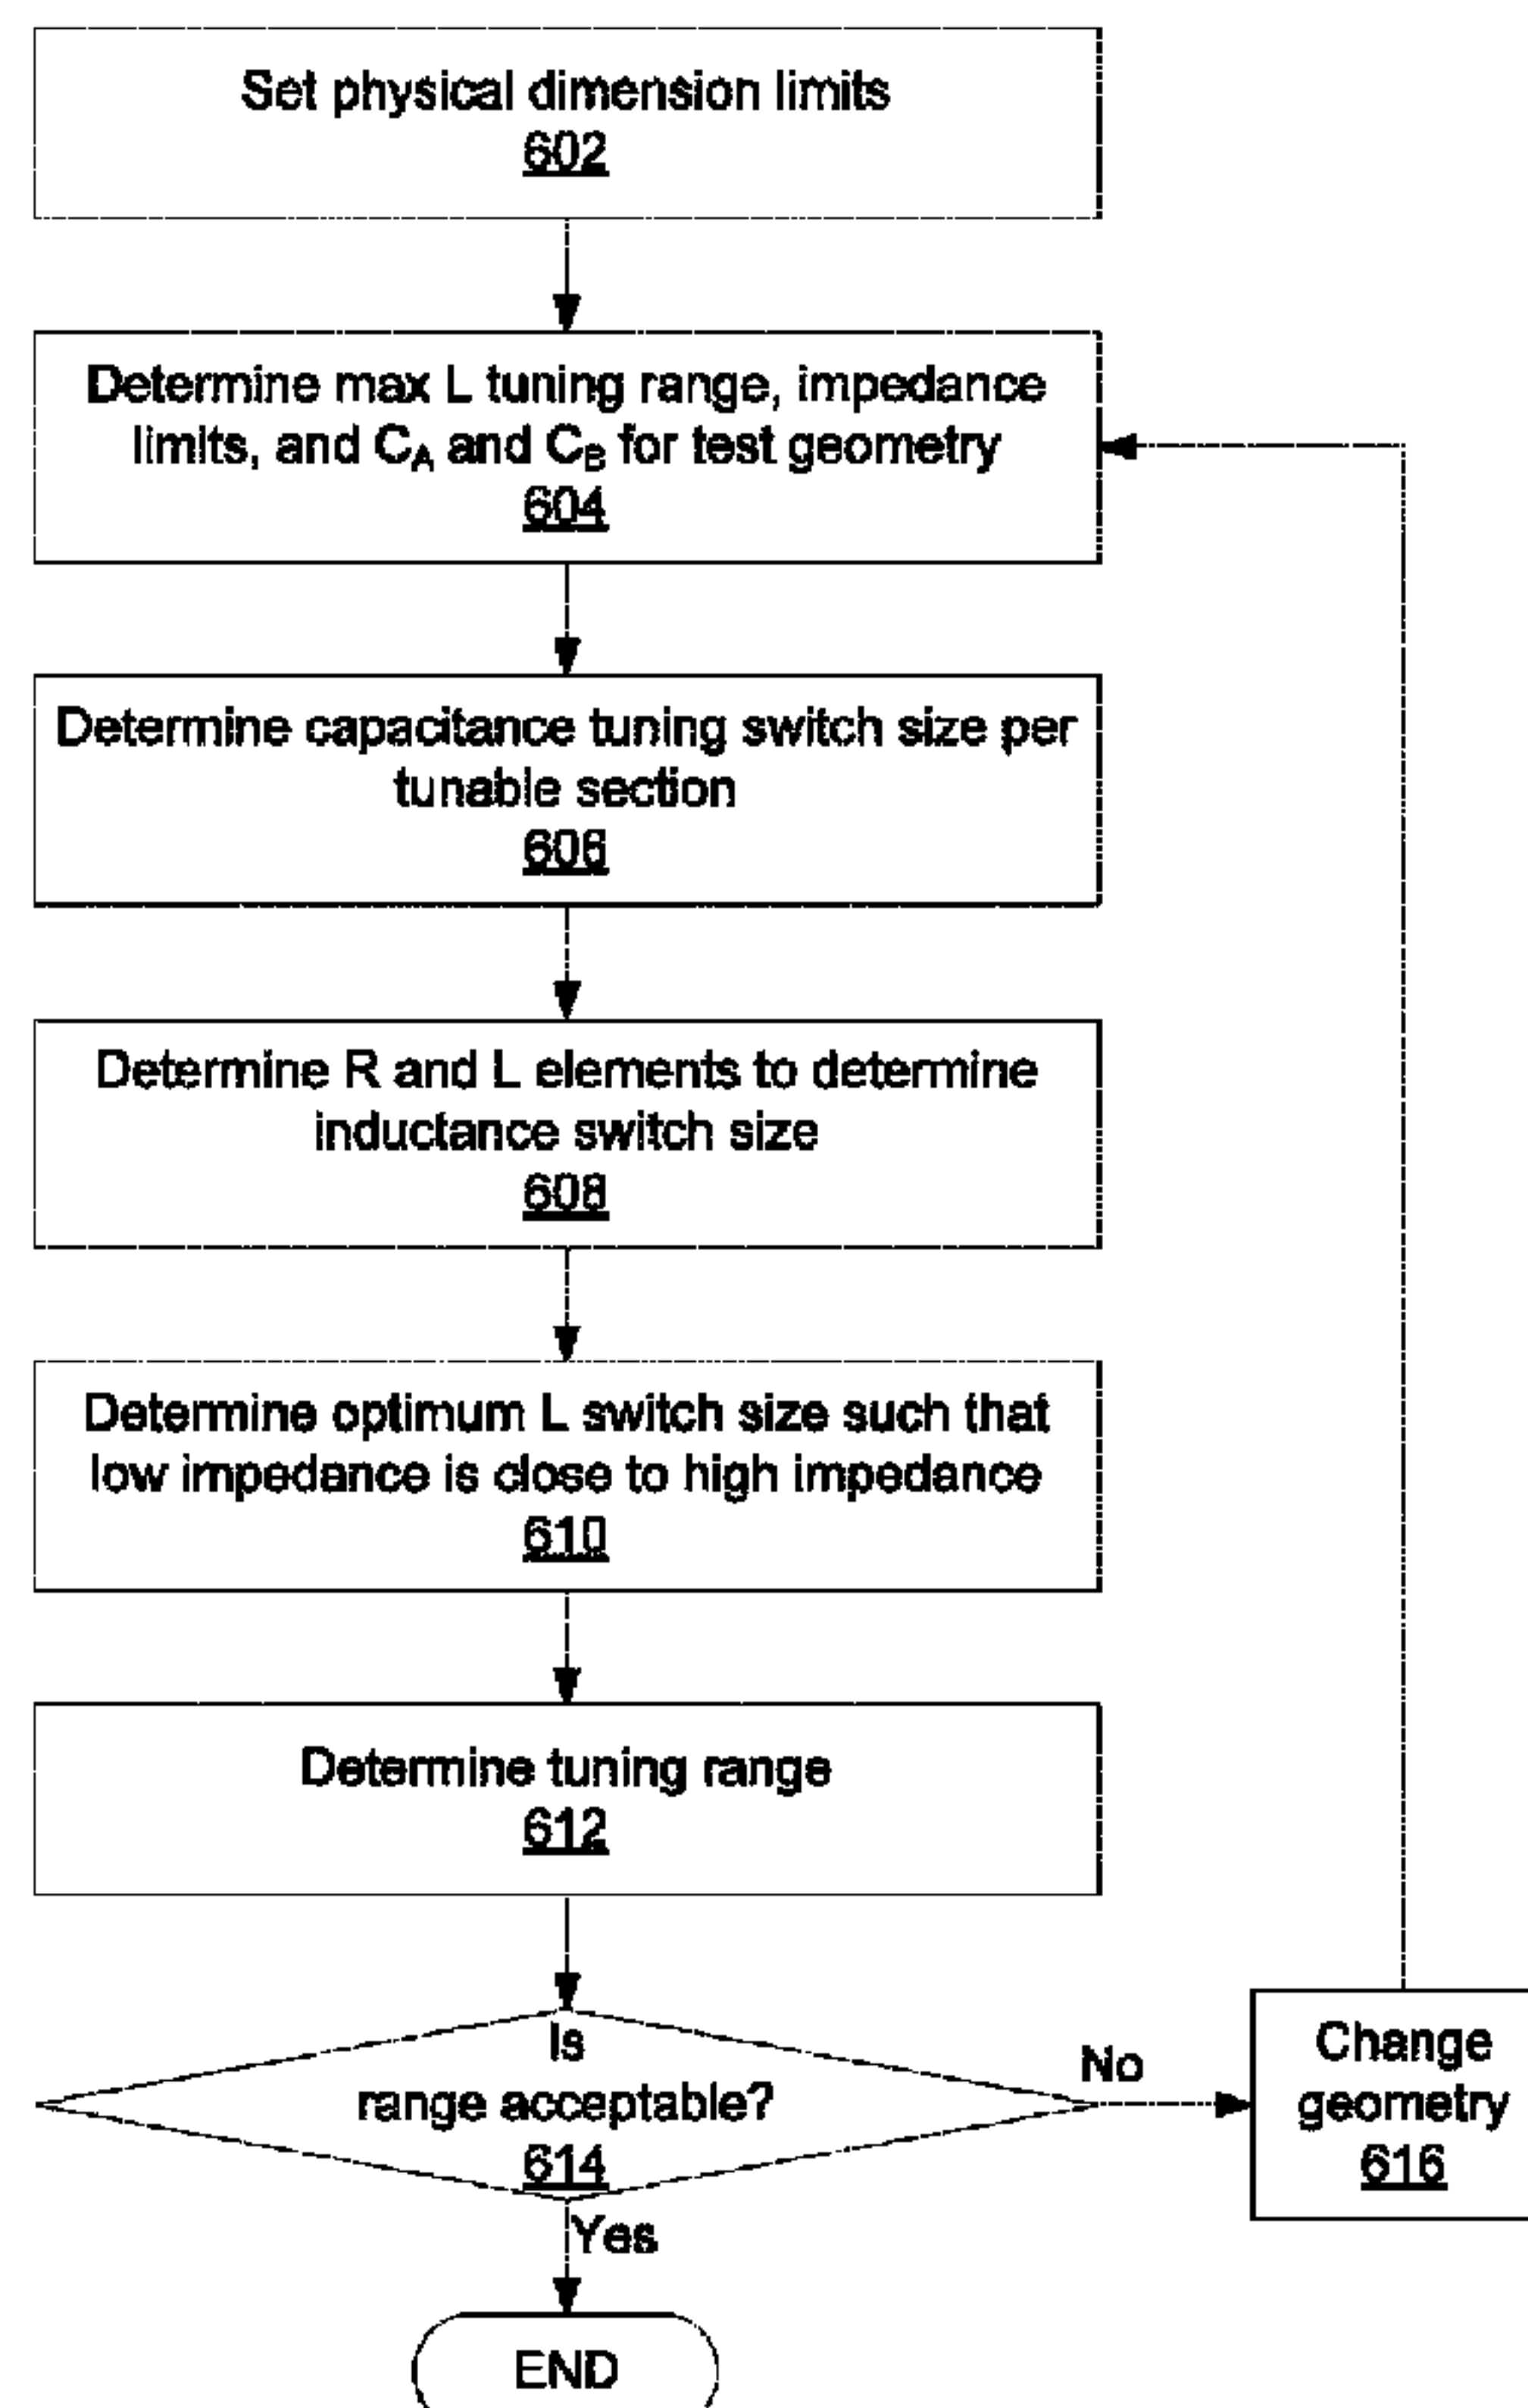 Set physical dimension limits
602
Determine max L tuning range, impedance
limits, and CA and CB for test geometry
604
Determine capacitance tuning switch size per
tunable section
606
Determine R and L elements to determine
inductance switch size
608
Determine optimum L switch size such that
low impedance is close to high impedance
610
Determine tuning range
612
Is
range acceptable?
614
No
Change
geometry
616
Yes
END